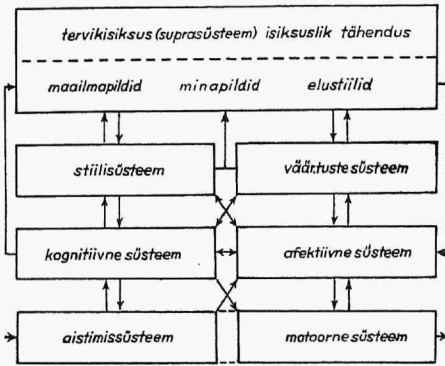 tervikisiksus (suprasüsteem) isiksuslik tähendus
maailmapildid minapildid elustiilid
stiilisüsteem väärtuste süsteem
kognitiivne süsteem afektiivne süsteem
aistimissüsteem motoorne süsteem